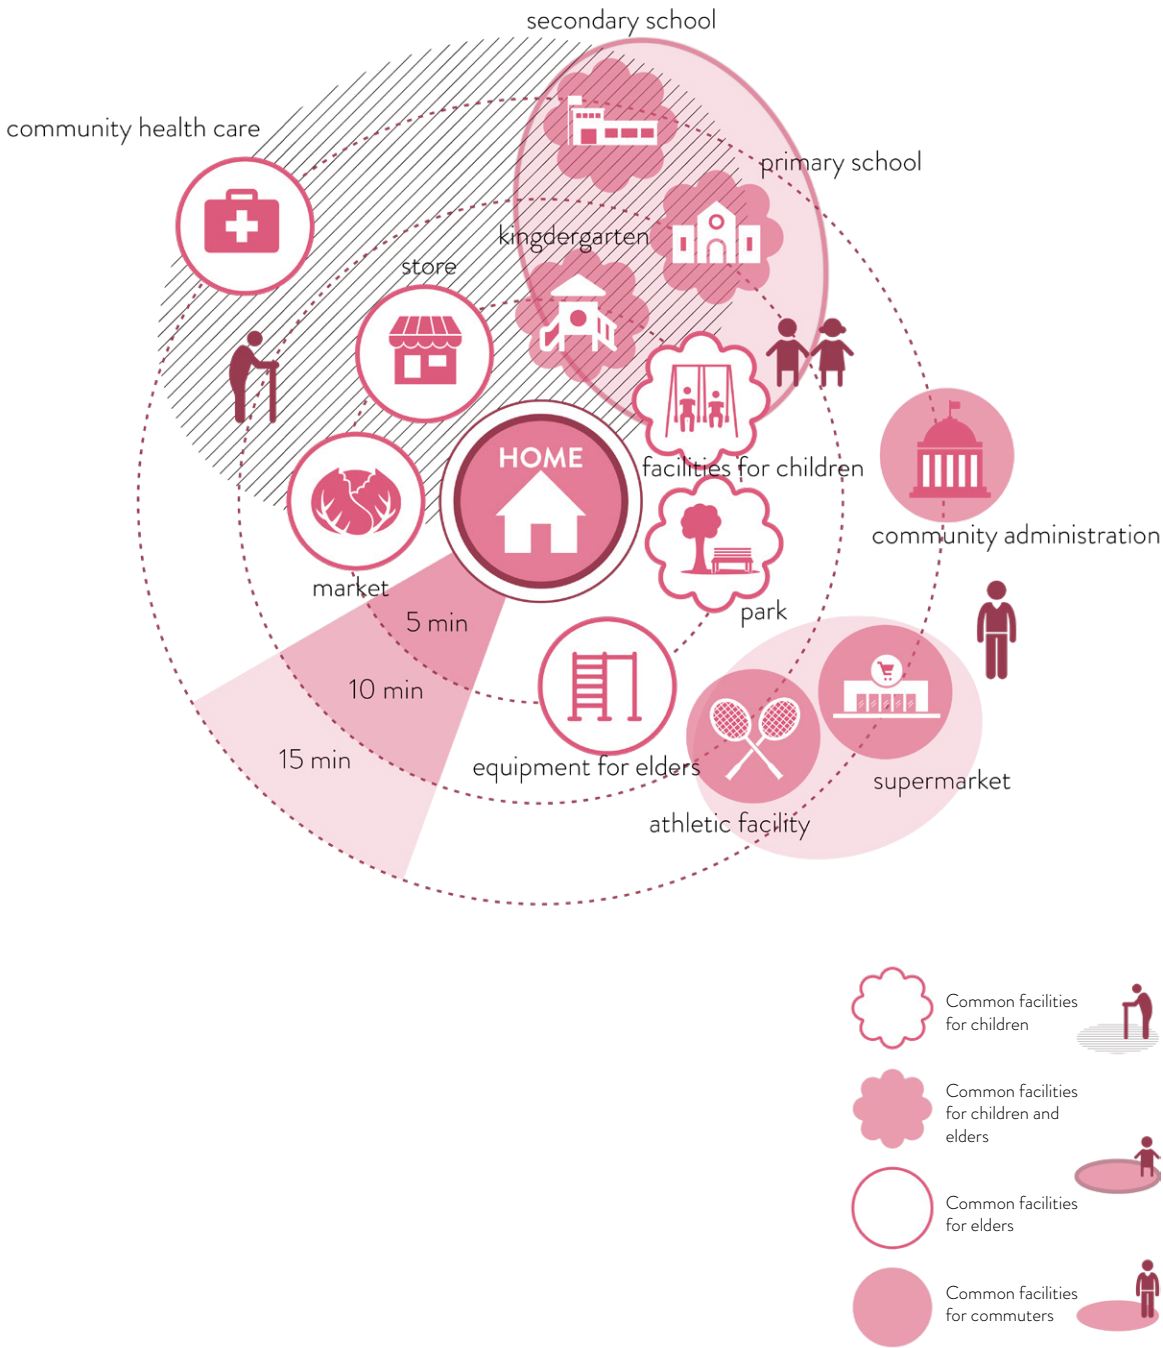 secondary school
community health care
primary school
kingdergarten
store
HOME
facilities for children
community administration
market
park
5 min
10 min
15 min
equipment for elders
supermarket
athletic facility
Common facilities
for children
Common facilities
for children and
elders
Common facilities
for elders
Common facilities
for commuters